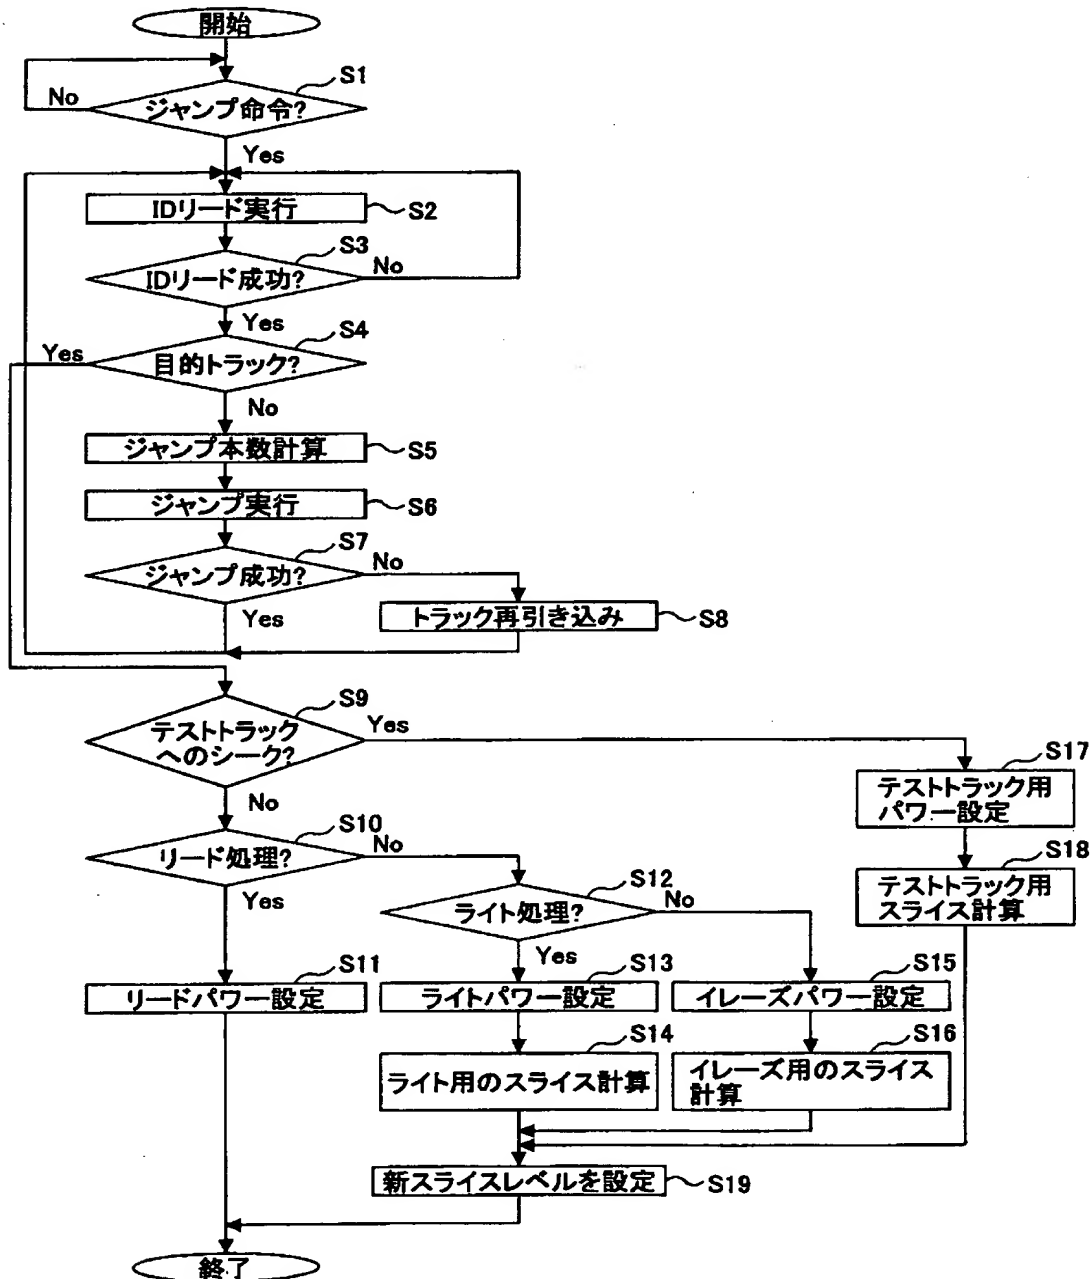 開始
S1
No
ジャンプ命令?
Yes
IDリード実行
S2
S3
No
IDリード成功?
Yes
S4
Yes
目的トラック?
No
ジャンプ本数計算
S5
ジャンプ実行
S6
S7
No
ジャンプ成功?
Yes
トラック再引き込み
S8
S9
テストトラック
へのシーク?
Yes
No
S17
テストトラック用
パワー設定
S10
リード処理?
No
Yes
S18
テストトラック用
スライス計算
S12
ライト処理?
No
Yes
S11
リードパワー設定
S13
ライトパワー設定
S15
イレーズパワー設定
S14
ライト用のスライス計算
S16
イレーズ用のスライス
計算
新スライスレベルを設定
S19
終了